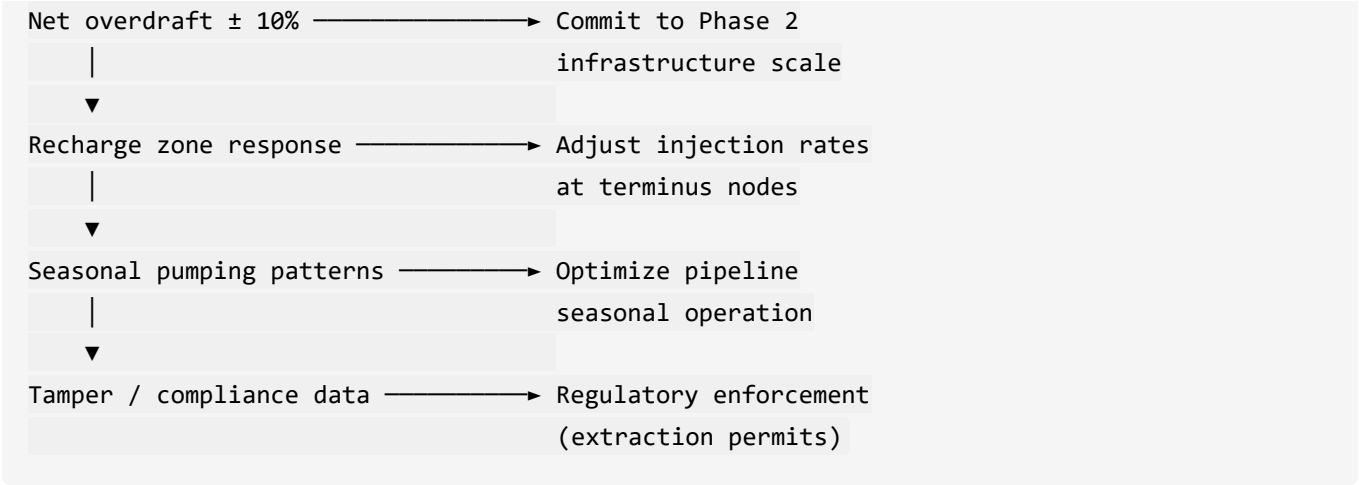 Net overdraft ± 10% ───────────────► Commit to Phase 2
│ infrastructure scale
▼
Recharge zone response ────────────► Adjust injection rates
│ at terminus nodes
▼
Seasonal pumping patterns ─────────► Optimize pipeline
│ seasonal operation
▼
Tamper / compliance data ──────────► Regulatory enforcement
(extraction permits)